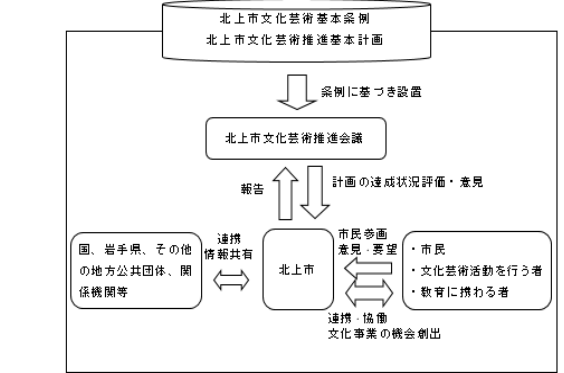 北上市文化芸術基本条例
北上市文化芸術推進基本計画
条例に基づき設置
北上市文化芸術推進会議
報告
計画の達成状況評価・意見
連携
情報共有
市民参画
意見・要望
国、岩手県、その他
の地方公共団体、関
係機関等
北上市
・市民
・文化芸術活動を行う者
・教育に携わる者
連携・協働
文化事業の機会創出